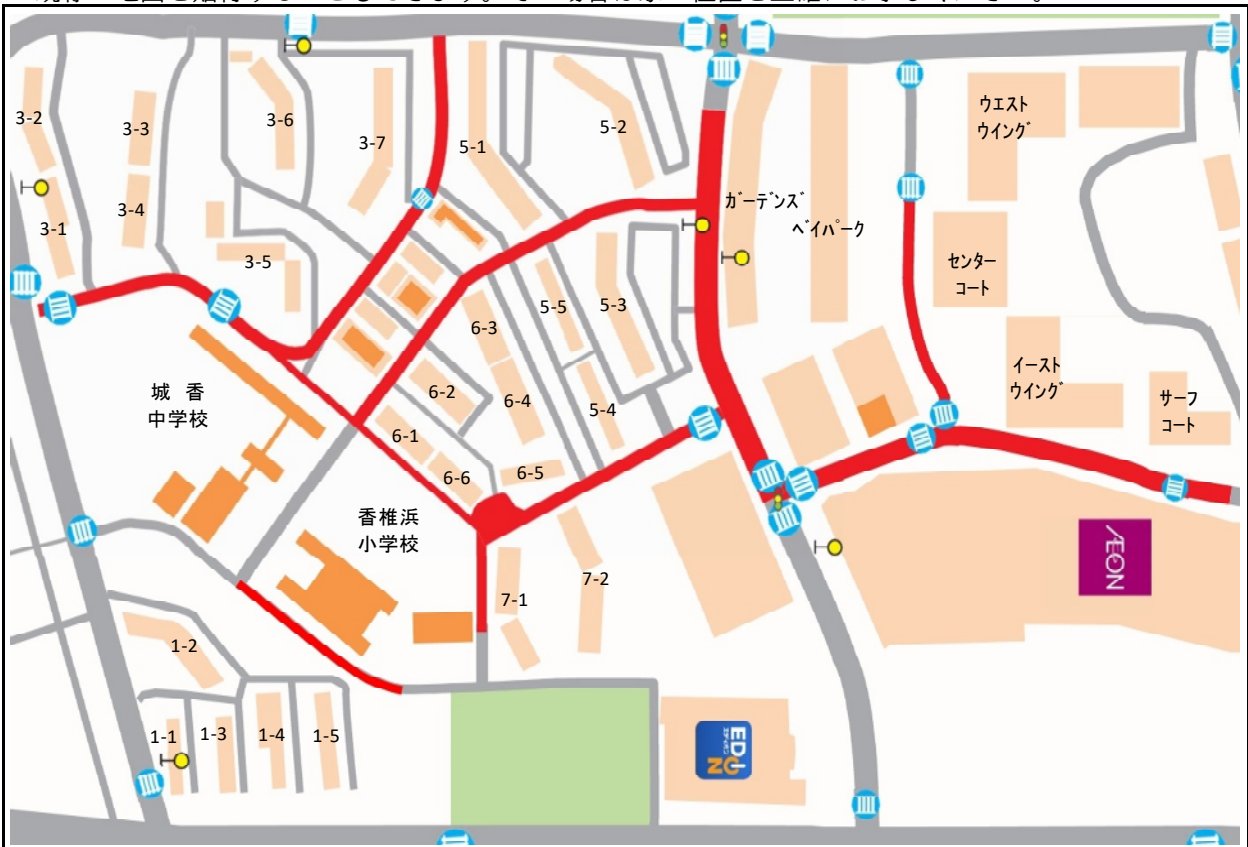 3-2
3-3
3-6
3-7
5-1
5-2
ウエスト
ウイング
3-1
3-4
3-5
ガーデンズ
ベイパーク
センター
コート
5-5
5-3
6-3
イースト
ウイング
サーフ
コート
城 香
中学校
6-2
6-4
5-4
6-1
6-6
6-5
香椎浜
小学校
7-1
7-2
ÆON
1-2
1-1
1-3
1-4
1-5
EDION